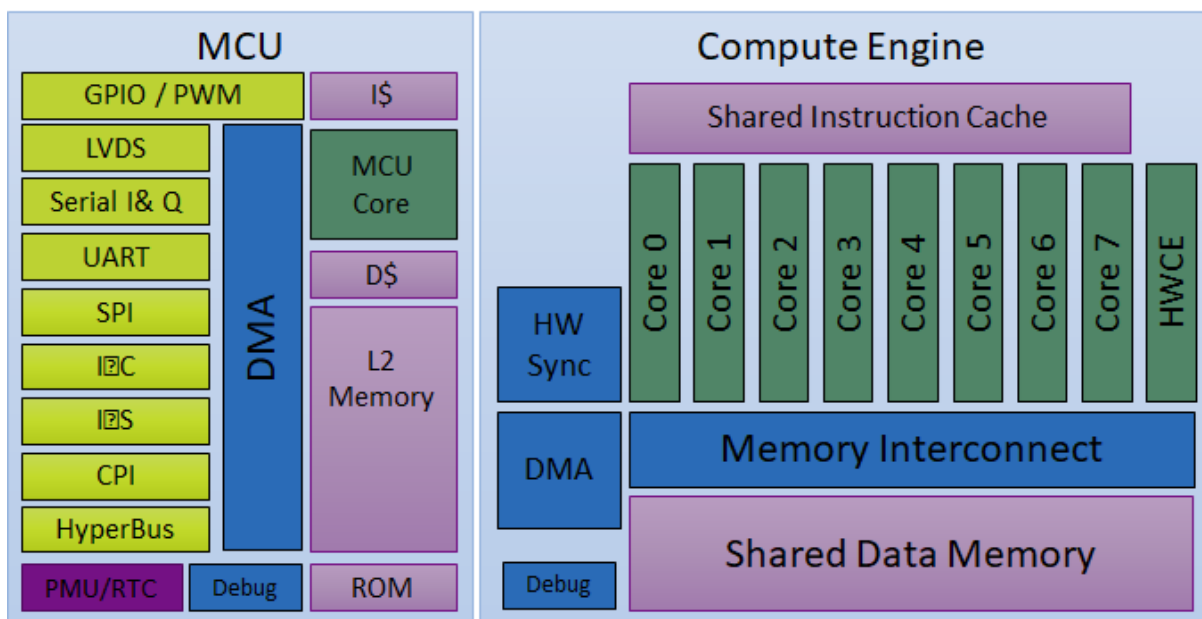 MCU
GPIO / PWM
LVDS
Serial I& Q
UART
SPI
I�C
I�S
CPI
HyperBus
PMU/RTC
DMA
Debug
I$
MCU
Core
D$
L2
Memory
ROM
Compute Engine
Shared Instruction Cache
Core 0
Core 1
Core 2
Core 3
Core 4
Core 5
Core 6
Core 7
HWCE
HW
Sync
DMA
Debug
Memory Interconnect
Shared Data Memory